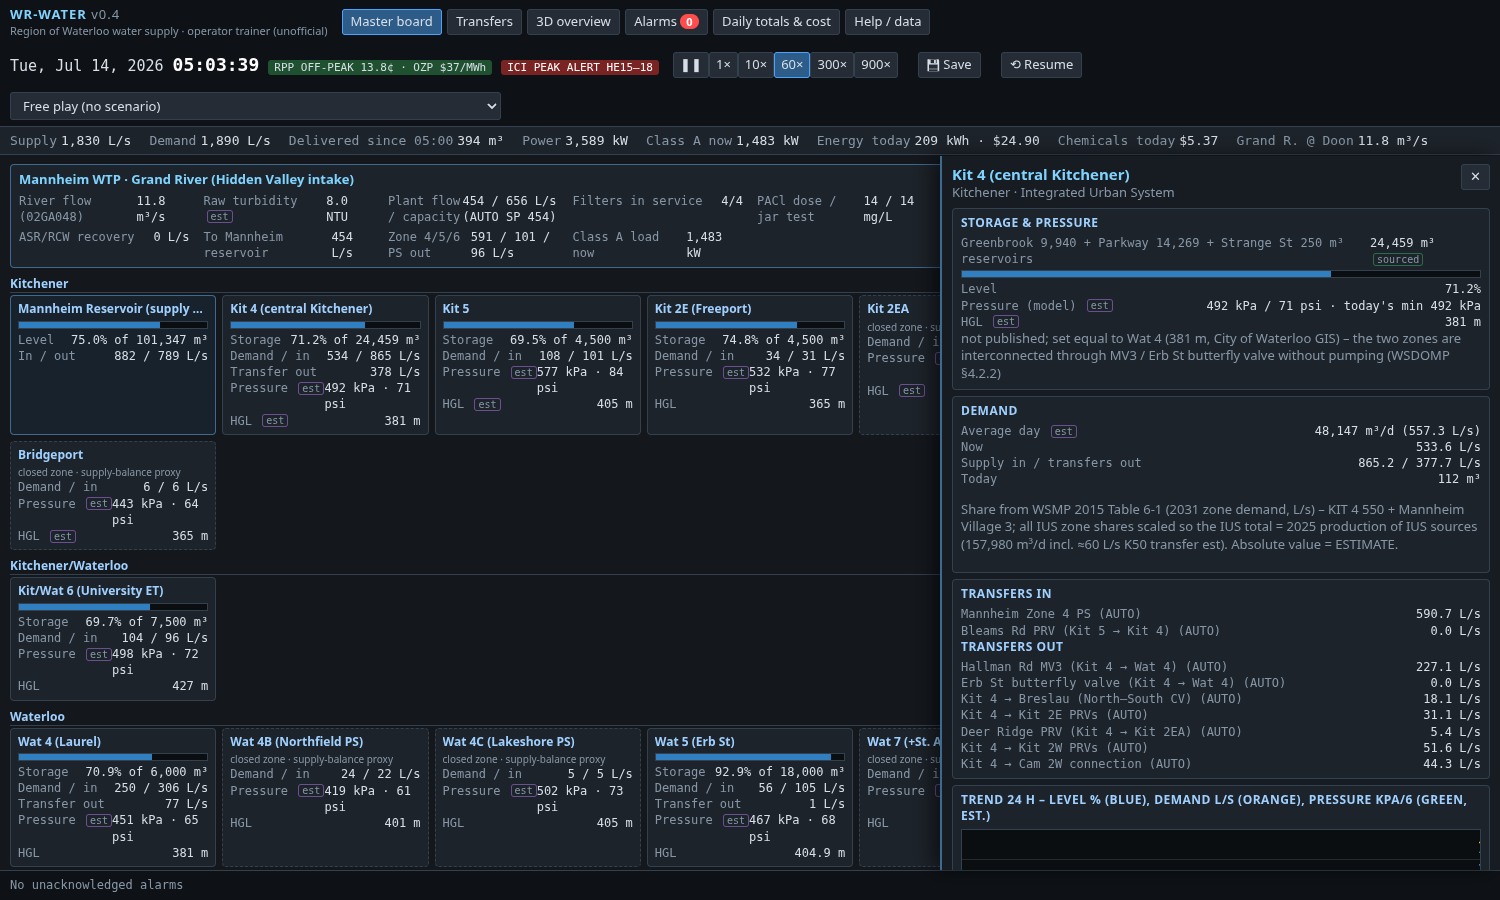 WR-WATER v0.4
Region of Waterloo water supply · operator trainer (unofficial)
Master board Transfers 3D overview Alarms 0 Daily totals & cost Help / data
Tue, Jul 14, 2026 05:03:39 RPP OFF-PEAK 13.8¢ · OZP $37/MWh ICI PEAK ALERT HE15–18 ❚❚ 1× 10× 60× 300× 900× 💾 Save ⟲ Resume
Free play (no scenario)
Supply 1,830 L/s Demand 1,890 L/s Delivered since 05:00 394 m³ Power 3,589 kW Class A now 1,483 kW Energy today 209 kWh · $24.90 Chemicals today $5.37 Grand R. @ Doon 11.8 m³/s
Mannheim WTP · Grand River (Hidden Valley intake)
River flow 11.8 Raw turbidity 8.0 Plant flow 454 / 656 L/s Filters in service 4/4 PACl dose / 14 / 14
(02GA048) m³/s est NTU / capacity (AUTO SP 454) jar test mg/L
ASR/RCW recovery 0 L/s To Mannheim 454 Zone 4/5/6 591 / 101 / Class A load 1,483
reservoir L/s PS out 96 L/s now kW
Kitchener
Mannheim Reservoir (supply ...
Level 75.0% of 101,347 m³
In / out 882 / 789 L/s
Kit 4 (central Kitchener)
Storage 71.2% of 24,459 m³
Demand / in 534 / 865 L/s
Transfer out 378 L/s
Pressure est 492 kPa · 71
psi
HGL est 381 m
Kit 5
Storage 69.5% of 4,500 m³
Demand / in 108 / 101 L/s
Pressure est 577 kPa · 84
psi
HGL est 405 m
Kit 2E (Freeport)
Storage 74.8% of 4,500 m³
Demand / in 34 / 31 L/s
Pressure est 532 kPa · 77
psi
HGL 365 m
Kit 2EA
closed zone · su
Demand / i
Pressure
HGL est
Bridgeport
closed zone · supply-balance proxy
Demand / in 6 / 6 L/s
Pressure est 443 kPa · 64
psi
HGL est 365 m
Kitchener/Waterloo
Kit/Wat 6 (University ET)
Storage 69.7% of 7,500 m³
Demand / in 104 / 96 L/s
Pressure est 498 kPa · 72
psi
HGL 427 m
Waterloo
Wat 4 (Laurel)
Storage 70.9% of 6,000 m³
Demand / in 250 / 306 L/s
Transfer out 77 L/s
Pressure est 451 kPa · 65
psi
HGL 381 m
Wat 4B (Northfield PS)
closed zone · supply-balance proxy
Demand / in 24 / 22 L/s
Pressure est 419 kPa · 61
psi
HGL 401 m
Wat 4C (Lakeshore PS)
closed zone · supply-balance proxy
Demand / in 5 / 5 L/s
Pressure est 502 kPa · 73
psi
HGL 405 m
Wat 5 (Erb St)
Storage 92.9% of 18,000 m³
Demand / in 56 / 105 L/s
Transfer out 1 L/s
Pressure est 467 kPa · 68
psi
HGL 404.9 m
Wat 7 (+St. A
closed zone · su
Demand / i
Pressure
HGL
Kit 4 (central Kitchener) ✕
Kitchener · Integrated Urban System
STORAGE & PRESSURE
Greenbrook 9,940 + Parkway 14,269 + Strange St 250 m³ 24,459 m³
reservoirs sourced
Level 71.2%
Pressure (model) est 492 kPa / 71 psi · today's min 492 kPa
HGL est 381 m
not published; set equal to Wat 4 (381 m, City of Waterloo GIS) – the two zones are
interconnected through MV3 / Erb St butterfly valve without pumping (WSDOMP
§4.2.2)
DEMAND
Average day est 48,147 m³/d (557.3 L/s)
Now 533.6 L/s
Supply in / transfers out 865.2 / 377.7 L/s
Today 112 m³
Share from WSMP 2015 Table 6-1 (2031 zone demand, L/s) – KIT 4 550 + Mannheim
Village 3; all IUS zone shares scaled so the IUS total = 2025 production of IUS sources
(157,980 m³/d incl. ≈60 L/s K50 transfer est). Absolute value = ESTIMATE.
TRANSFERS IN
Mannheim Zone 4 PS (AUTO) 590.7 L/s
Bleams Rd PRV (Kit 5 → Kit 4) (AUTO) 0.0 L/s
TRANSFERS OUT
Hallman Rd MV3 (Kit 4 → Wat 4) (AUTO) 227.1 L/s
Erb St butterfly valve (Kit 4 → Wat 4) (AUTO) 0.0 L/s
Kit 4 → Breslau (North–South CV) (AUTO) 18.1 L/s
Kit 4 → Kit 2E PRVs (AUTO) 31.1 L/s
Deer Ridge PRV (Kit 4 → Kit 2EA) (AUTO) 5.4 L/s
Kit 4 → Kit 2W PRVs (AUTO) 51.6 L/s
Kit 4 → Cam 2W connection (AUTO) 44.3 L/s
TREND 24 H – LEVEL % (BLUE), DEMAND L/S (ORANGE), PRESSURE KPA/6 (GREEN,
EST.)
No unacknowledged alarms